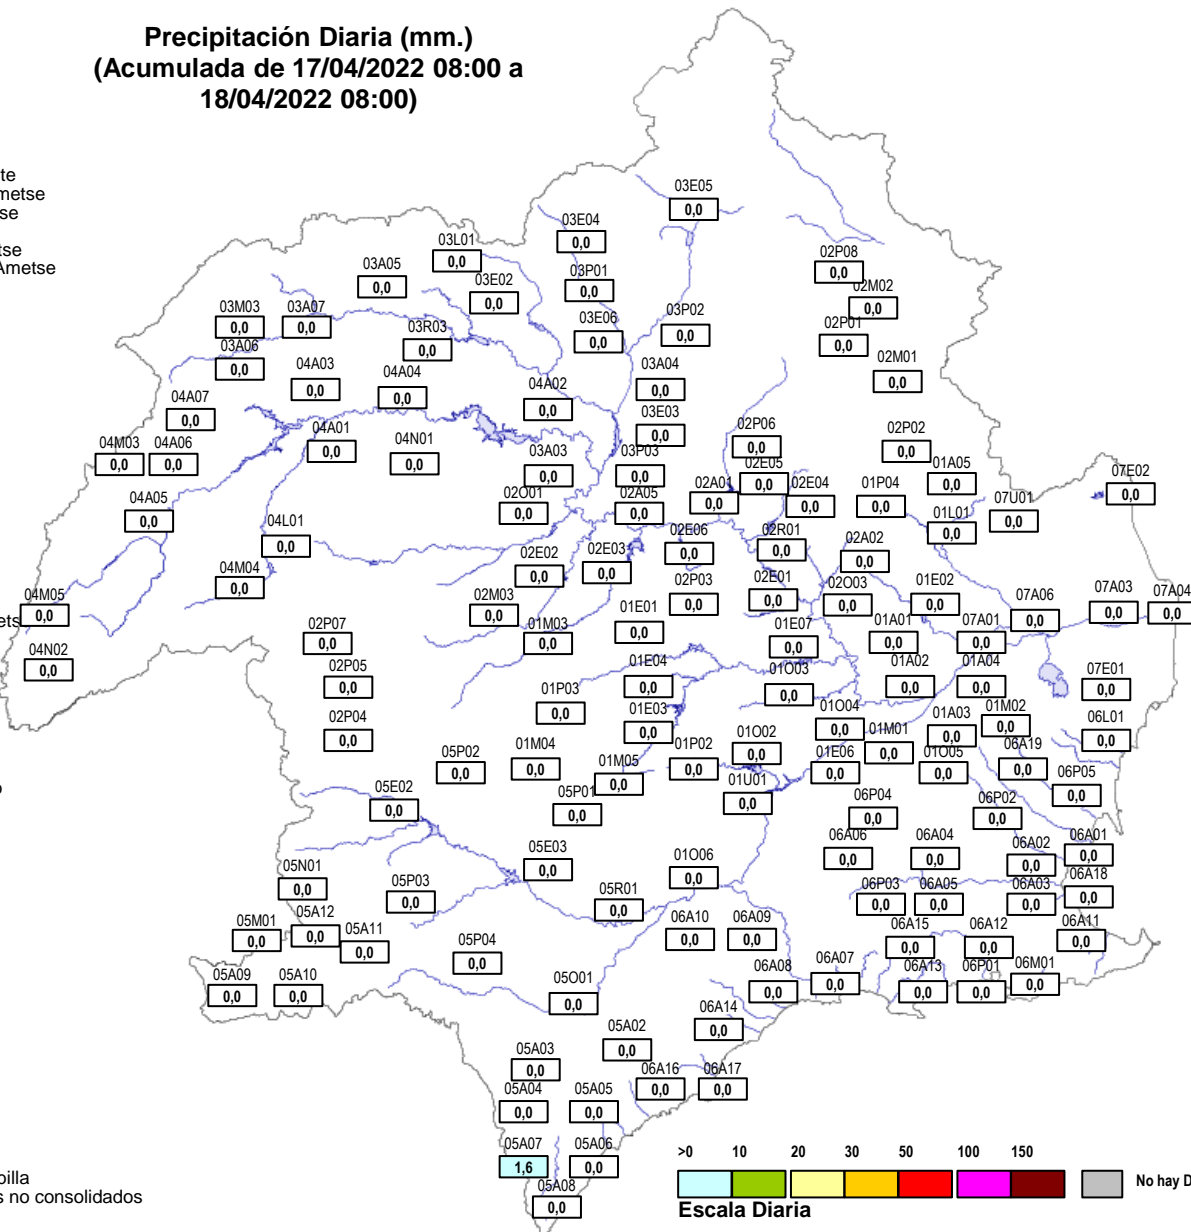 Precipitación Diaria (mm.)
(Acumulada de 17/04/2022 08:00 a
18/04/2022 08:00)
te
metse
se
tse
Ametse
ets
o
oilla
s no consolidados
03E05
0,0
03E04
0,0
03L01
0,0
03A05
0,0
03E02
0,0
03P01
0,0
02P08
0,0
02M02
0,0
03M03
0,0
03A07
0,0
03R03
0,0
03E06
0,0
03P02
0,0
02P01
0,0
03A06
0,0
04A03
0,0
04A04
0,0
04A02
0,0
03A04
0,0
02M01
0,0
04A07
0,0
03E03
0,0
04M03
0,0
04A06
0,0
04A01
0,0
04N01
0,0
03A03
0,0
03P03
0,0
02P06
0,0
02P02
0,0
02E05
0,0
01A05
0,0
07E02
0,0
04A05
0,0
02O01
0,0
02A05
0,0
02A01
0,0
02E04
0,0
01P04
0,0
07U01
0,0
04L01
0,0
01L01
0,0
02E02
0,0
02E03
0,0
02E06
0,0
02R01
0,0
02A02
0,0
04M04
0,0
04M05
0,0
02M03
0,0
02P03
0,0
02E01
0,0
02O03
0,0
01E02
0,0
07A06
0,0
07A03
0,0
07A04
0,0
04N02
0,0
02P07
0,0
01M03
0,0
01E01
0,0
01E07
0,0
01A01
0,0
07A01
0,0
02P05
0,0
01E04
0,0
01O03
0,0
01A02
0,0
01A04
0,0
07E01
0,0
02P04
0,0
01P03
0,0
01E03
0,0
01O04
0,0
01M02
0,0
01A03
0,0
06L01
0,0
05P02
0,0
01M04
0,0
01M05
0,0
01P02
0,0
01O02
0,0
01E06
0,0
01M01
0,0
01O05
0,0
06A19
0,0
06P05
0,0
05E02
0,0
05P01
0,0
01U01
0,0
06P04
0,0
06P02
0,0
05E03
0,0
01O06
0,0
06A06
0,0
06A04
0,0
06A02
0,0
06A01
0,0
05N01
0,0
05P03
0,0
05R01
0,0
06P03
0,0
06A05
0,0
06A03
0,0
06A18
0,0
05M01
0,0
05A12
0,0
05A11
0,0
06A10
0,0
06A09
0,0
06A15
0,0
06A12
0,0
06A11
0,0
05A09
0,0
05A10
0,0
05P04
0,0
05O01
0,0
06A08
0,0
06A07
0,0
06A13
0,0
06P01
0,0
06M01
0,0
05A03
0,0
05A02
0,0
06A14
0,0
05A04
0,0
05A05
0,0
06A16
0,0
06A17
0,0
05A07
1,6
05A06
0,0
05A08
0,0
>0 10 20 30 50 100 150
No hay D
Escala Diaria